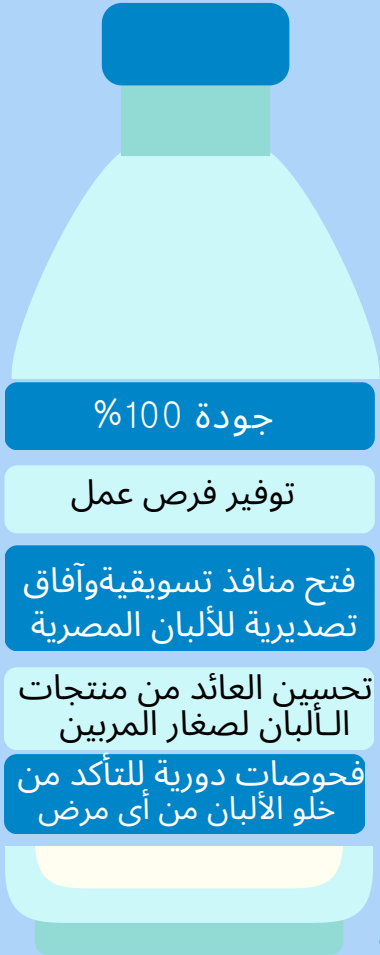 جودة 100%
توفير فرص عمل
فتح منافذ تسويقيةوآفاق
تصديرية للألبان المصرية
تحسين العائد من منتجات
الـألبان لصغار المربين
فحوصات دورية للتأكد من
خلو الألبان من أى مرض